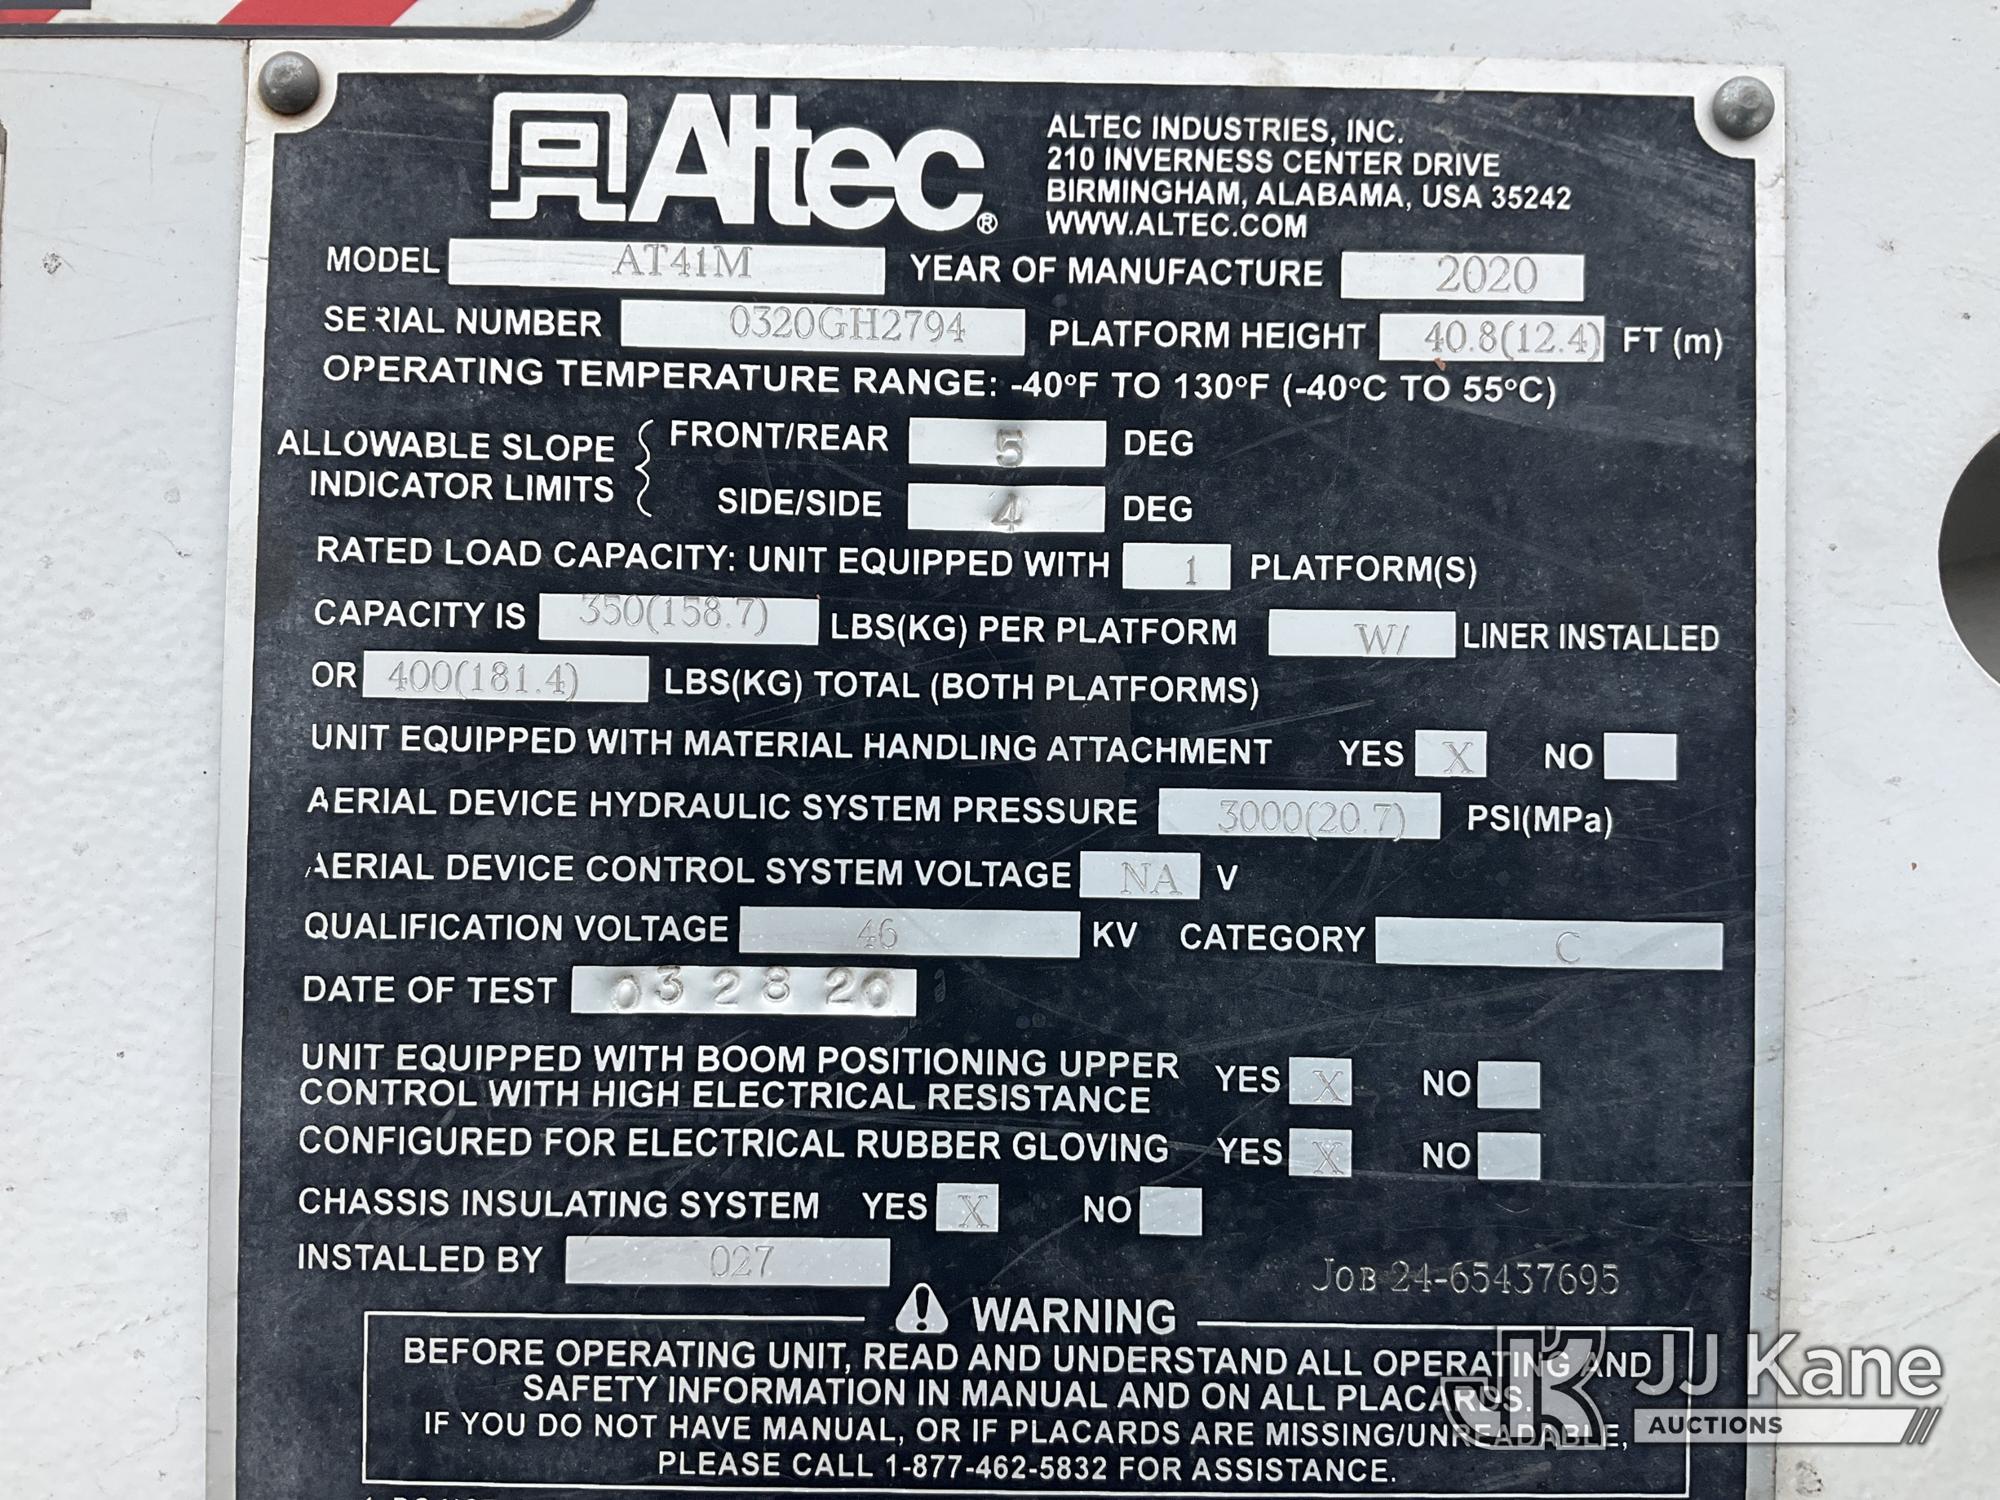 Altec®
ALTEC INDUSTRIES, INC.
210 INVERNESS CENTER DRIVE
BIRMINGHAM, ALABAMA, USA 35242
WWW.ALTEC.COM
MODEL AT41M YEAR OF MANUFACTURE 2020
SERIAL NUMBER 0320GH2794 PLATFORM HEIGHT 40.8(12.4) FT (m)
OPERATING TEMPERATURE RANGE: -40°F TO 130°F (-40°C TO 55°C)
ALLOWABLE SLOPE INDICATOR LIMITS { FRONT/REAR 5 DEG
SIDE/SIDE 4 DEG
RATED LOAD CAPACITY: UNIT EQUIPPED WITH 1 PLATFORM(S)
CAPACITY IS 350(158.7) LBS(KG) PER PLATFORM W/ LINER INSTALLED
OR 400(181.4) LBS(KG) TOTAL (BOTH PLATFORMS)
UNIT EQUIPPED WITH MATERIAL HANDLING ATTACHMENT YES X NO
AERIAL DEVICE HYDRAULIC SYSTEM PRESSURE 3000(20.7) PSI(MPa)
AERIAL DEVICE CONTROL SYSTEM VOLTAGE NA V
QUALIFICATION VOLTAGE 46 KV CATEGORY C
DATE OF TEST 03 28 20
UNIT EQUIPPED WITH BOOM POSITIONING UPPER
CONTROL WITH HIGH ELECTRICAL RESISTANCE YES X NO
CONFIGURED FOR ELECTRICAL RUBBER GLOVING YES X NO
CHASSIS INSULATING SYSTEM YES X NO
INSTALLED BY 027
JOB 24-65437695
WARNING
BEFORE OPERATING UNIT, READ AND UNDERSTAND ALL OPERATING AND
SAFETY INFORMATION IN MANUAL AND ON ALL PLACARDS.
IF YOU DO NOT HAVE MANUAL, OR IF PLACARDS ARE MISSING/UNREADABLE,
PLEASE CALL 1-877-462-5832 FOR ASSISTANCE.
JK JJ Kane
AUCTIONS